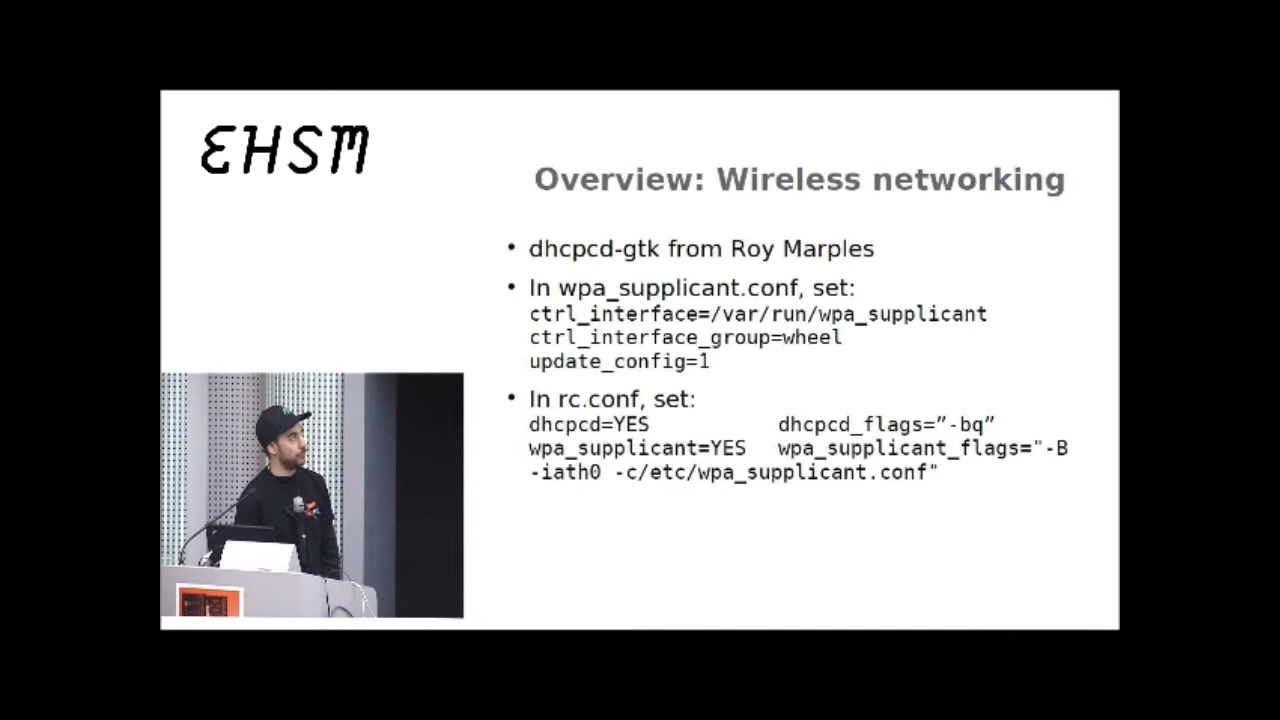 EHSM
Overview: Wireless networking
• dhcpcd-gtk from Roy Marples
• In wpa_supplicant.conf, set:
ctrl_interface=/var/run/wpa_supplicant
ctrl_interface_group=wheel
update_config=1
• In rc.conf, set:
dhcpcd=YES dhcpcd_flags=”-bq”
wpa_supplicant=YES wpa_supplicant_flags="-B
-iath0 -c/etc/wpa_supplicant.conf"